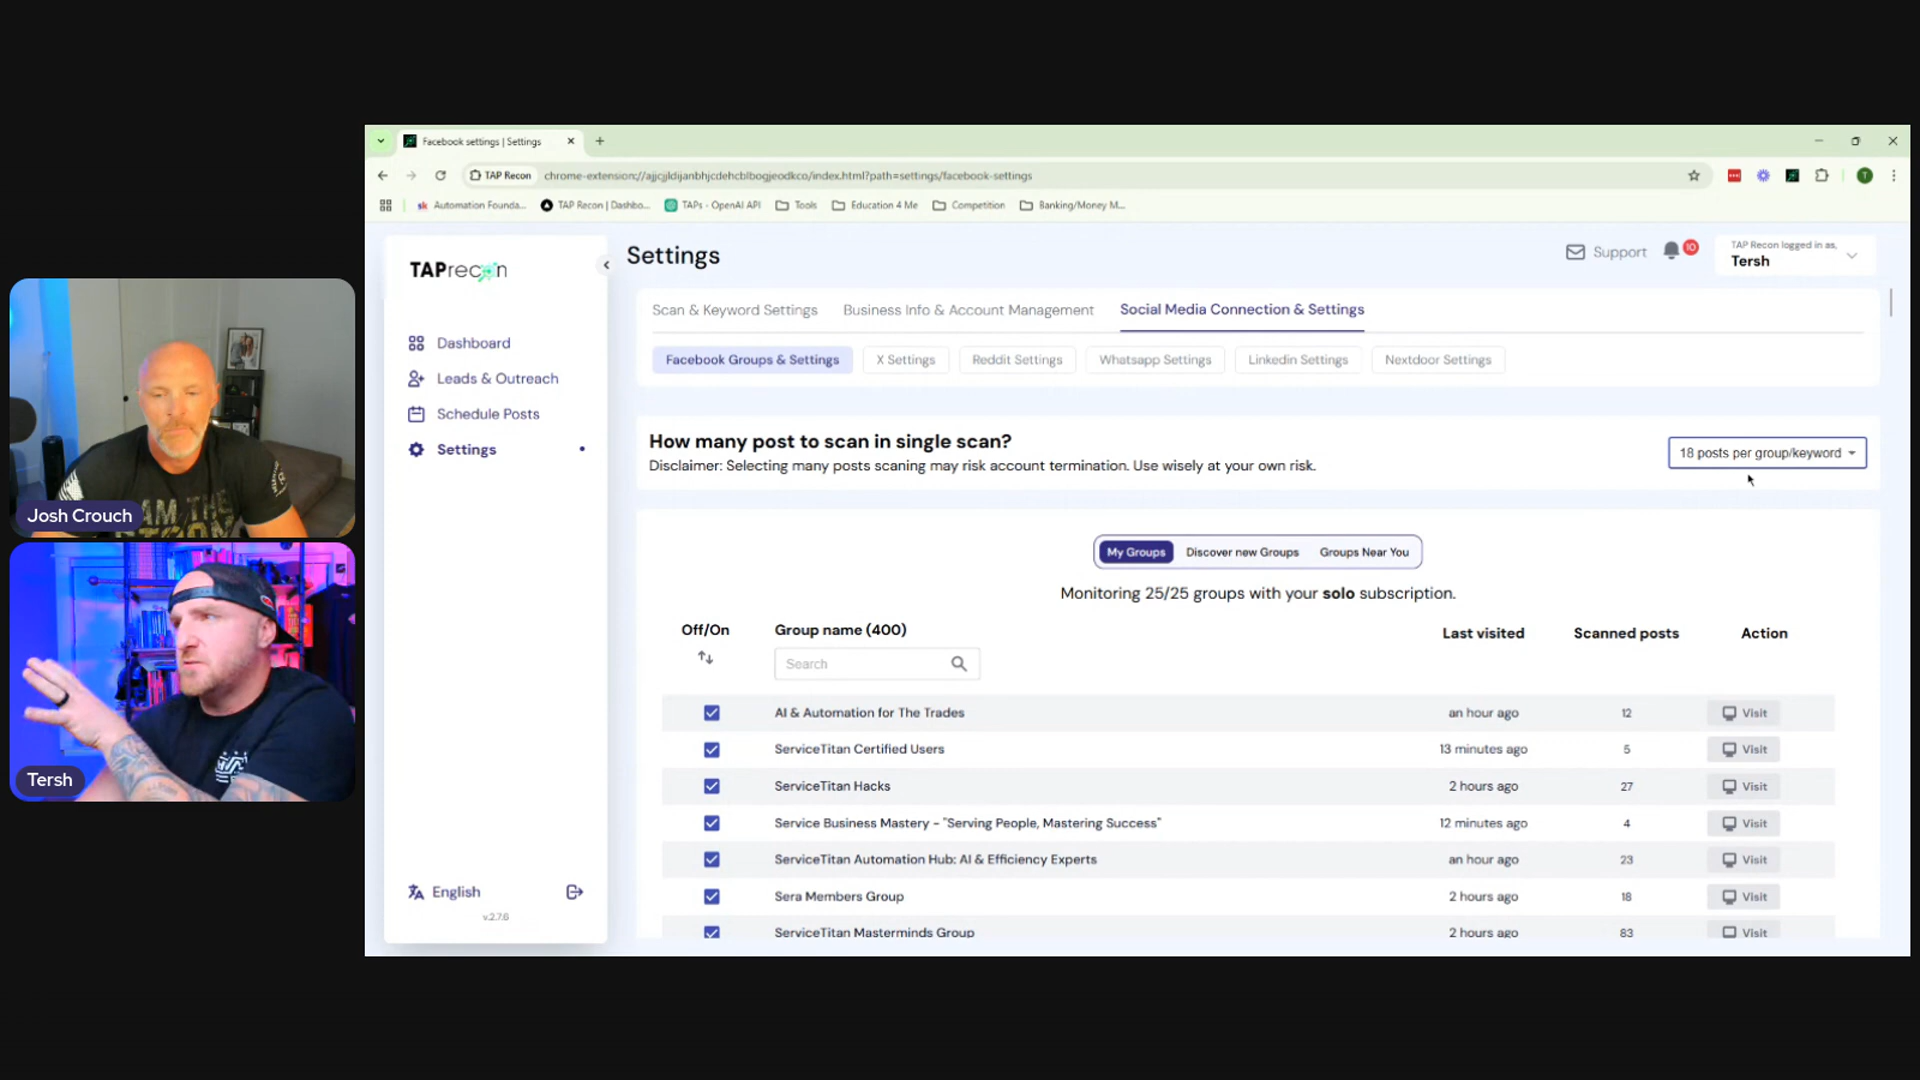 Facebook settings | Settings
TAP Recon
chrome-extension://ajjcjjldijanbhjcdehcblbogjeodkco/index.html?path=settings/facebook-settings
Automation Founda...
TAP Recon | Dashbo...
TAPs - OpenAI API
Tools
Education 4 Me
Competition
Banking/Money M...
TAPrecon
Settings
Support
10
TAP Recon logged in as,
Tersh
Scan & Keyword Settings
Business Info & Account Management
Social Media Connection & Settings
Facebook Groups & Settings
X Settings
Reddit Settings
Whatsapp Settings
Linkedin Settings
Nextdoor Settings
Dashboard
Leads & Outreach
Schedule Posts
Settings
How many post to scan in single scan?
Disclaimer: Selecting many posts scaning may risk account termination. Use wisely at your own risk.
18 posts per group/keyword
My Groups
Discover new Groups
Groups Near You
Monitoring 25/25 groups with your solo subscription.
Off/On
Group name (400)
Last visited
Scanned posts
Action
Search
AI & Automation for The Trades an hour ago 12 Visit
ServiceTitan Certified Users 13 minutes ago 5 Visit
ServiceTitan Hacks 2 hours ago 27 Visit
Service Business Mastery - "Serving People, Mastering Success" 12 minutes ago 4 Visit
ServiceTitan Automation Hub: AI & Efficiency Experts an hour ago 23 Visit
Sera Members Group 2 hours ago 18 Visit
ServiceTitan Masterminds Group 2 hours ago 83 Visit
English
v.2.7.6
Josh Crouch
Tersh